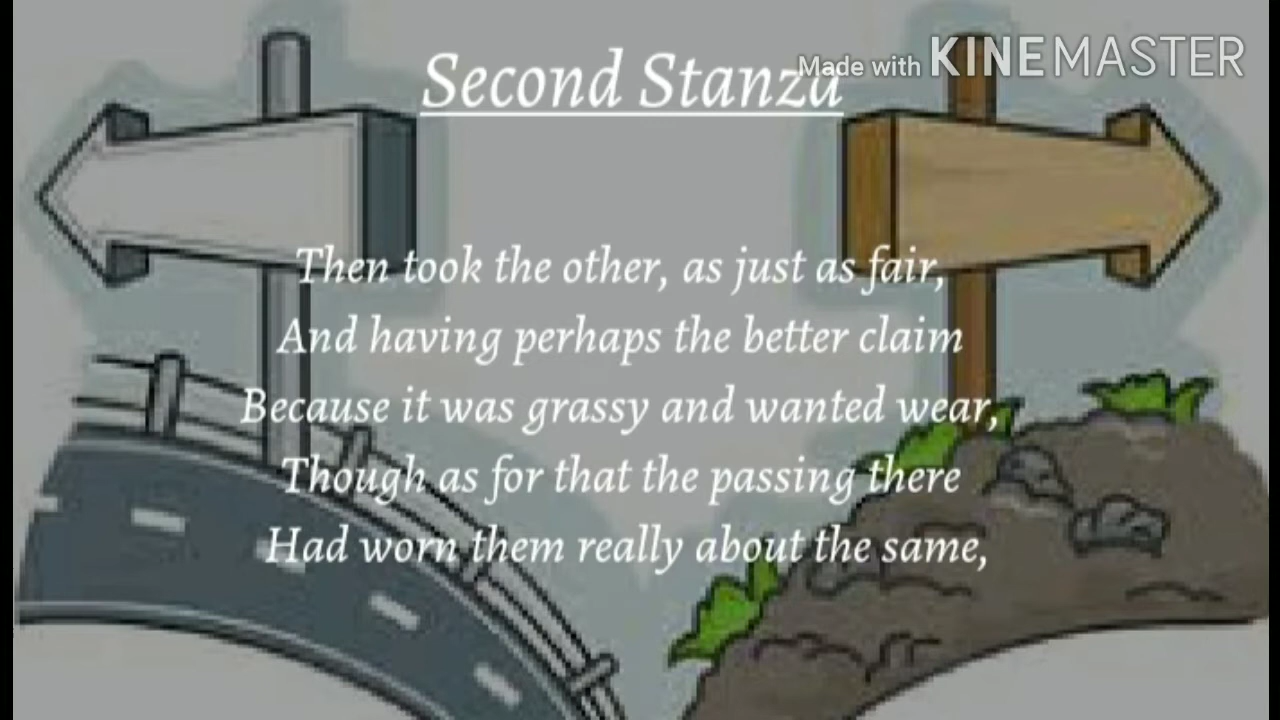 Second Stanza
Made with KINEMASTER
Then took the other, as just as fair,
And having perhaps the better claim
Because it was grassy and wanted wear,
Though as for that the passing there
Had worn them really about the same,